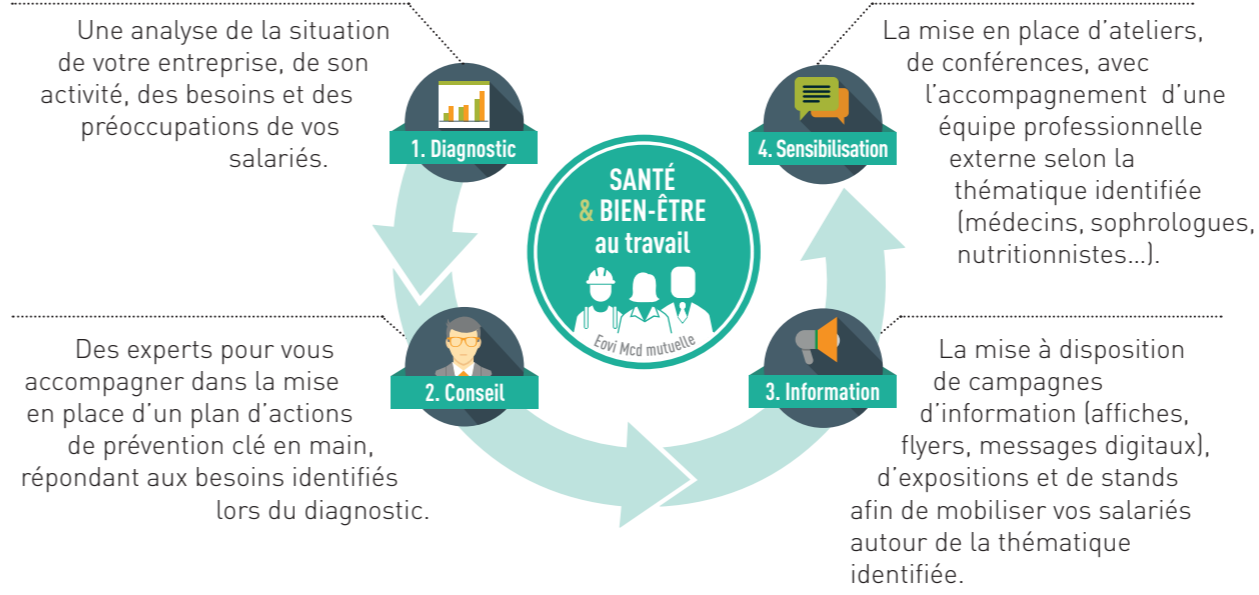 Une analyse de la situation
de votre entreprise, de son
activité, des besoins et des
préoccupations de vos
salariés.
1. Diagnostic
Des experts pour vous
accompagner dans la mise
en place d’un plan d’actions
de prévention clé en main,
répondant aux besoins identifiés
lors du diagnostic.
2. Conseil
SANTÉ
& BIEN-ÊTRE
au travail
Eovi Mcd mutuelle
3. Information
La mise à disposition
de campagnes
d’information (affiches,
flyers, messages digitaux),
d’expositions et de stands
afin de mobiliser vos salariés
autour de la thématique
identifiée.
4. Sensibilisation
La mise en place d’ateliers,
de conférences, avec
l’accompagnement d’une
équipe professionnelle
externe selon la
thématique identifiée
(médecins, sophrologues,
nutritionnistes...).